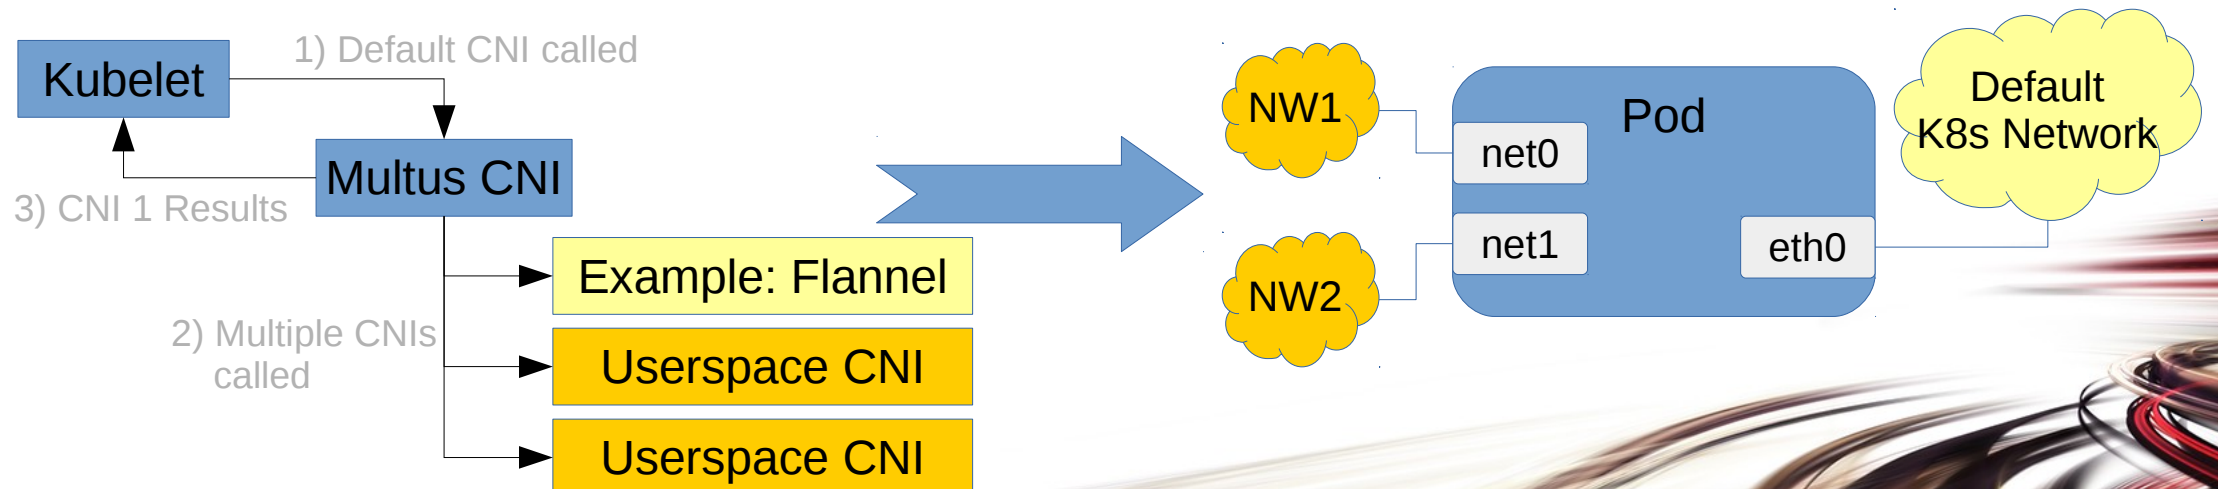 1) Default CNI called
Kubelet
Multus CNI
3) CNI 1 Results
Example: Flannel
2) Multiple CNIs
called
Userspace CNI
Userspace CNI
NW1
NW2
Pod
net0
net1
eth0
Default
K8s Network